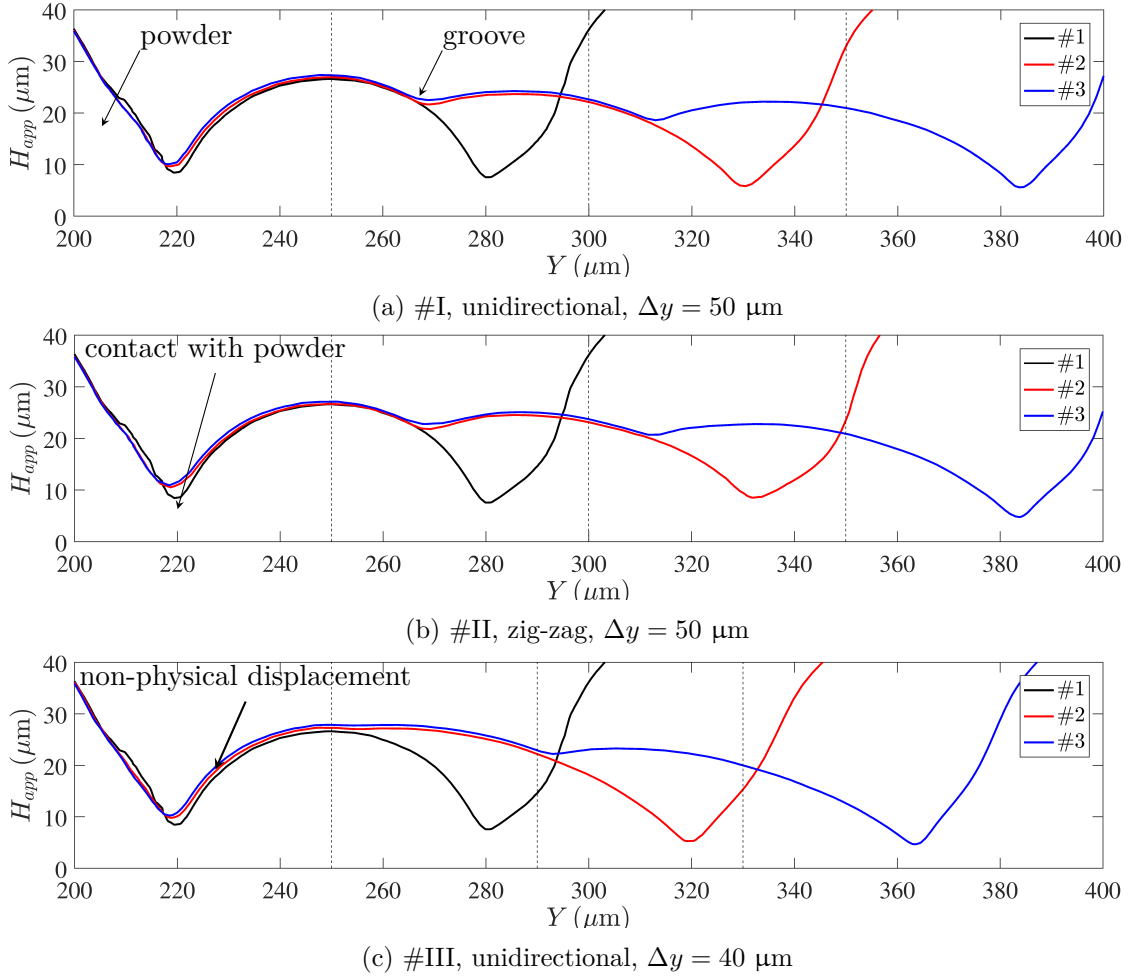 40
30
20
10
0
H_app (μm)
powder
groove
#1
#2
#3
200 220 240 260 280 300 320 340 360 380 400
Y (μm)
(a) #I, unidirectional, Δy = 50 μm
40
30
20
10
0
H_app (μm)
contact with powder
#1
#2
#3
200 220 240 260 280 300 320 340 360 380 400
Y (μm)
(b) #II, zig-zag, Δy = 50 μm
40
30
20
10
0
H_app (μm)
non-physical displacement
#1
#2
#3
200 220 240 260 280 300 320 340 360 380 400
Y (μm)
(c) #III, unidirectional, Δy = 40 μm